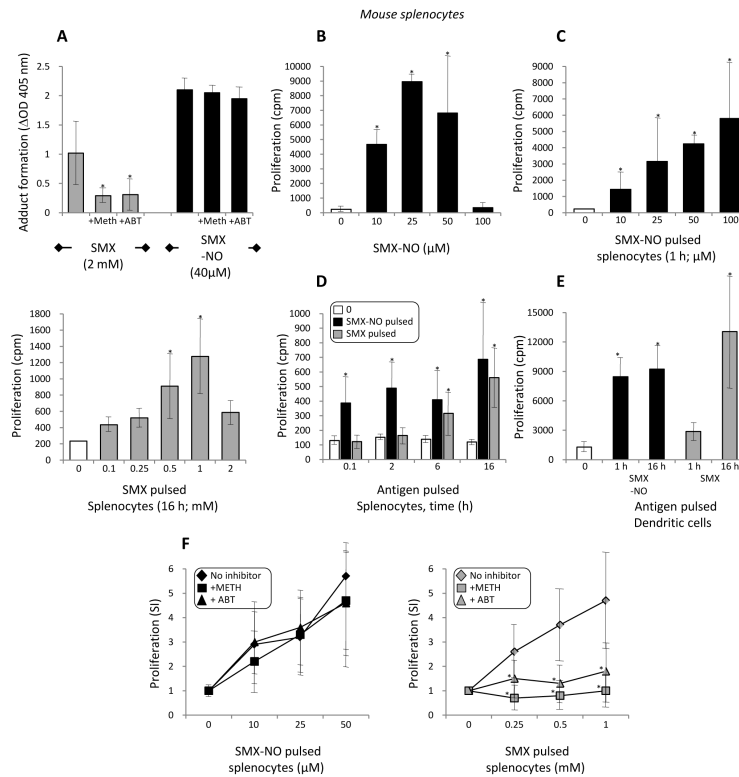 Mouse splenocytes
A
Adduct formation (ΔOD 405 nm)
2.5
2
1.5
1
0.5
0
*
*
+Meth +ABT
+Meth +ABT
SMX
(2 mM)
SMX
-NO
(40μM)
B
Proliferation (cpm)
10000
9000
8000
7000
6000
5000
4000
3000
2000
1000
0
*
*
*
0
10
25
50
100
SMX-NO (μM)
C
Proliferation (cpm)
9000
8000
7000
6000
5000
4000
3000
2000
1000
0
*
*
*
*
0
10
25
50
100
SMX-NO pulsed
splenocytes (1 h; μM)
Proliferation (cpm)
1800
1600
1400
1200
1000
800
600
400
200
0
*
*
0
0.1
0.25
0.5
1
2
SMX pulsed
Splenocytes (16 h; mM)
D
Proliferation (cpm)
1000
900
800
700
600
500
400
300
200
100
0
0
SMX-NO pulsed
SMX pulsed
*
*
*
*
*
*
0.1
2
6
16
Antigen pulsed
Splenocytes, time (h)
E
Proliferation (cpm)
15000
12000
9000
6000
3000
0
*
*
*
0
1 h
16 h
1 h
16 h
SMX
-NO
SMX
Antigen pulsed
Dendritic cells
F
Proliferation (SI)
6
5
4
3
2
1
0
No inhibitor
+METH
+ ABT
0
10
25
50
SMX-NO pulsed
splenocytes (μM)
Proliferation (SI)
6
5
4
3
2
1
0
No inhibitor
+METH
+ ABT
*
*
*
*
*
*
0
0.25
0.5
1
SMX pulsed
splenocytes (mM)